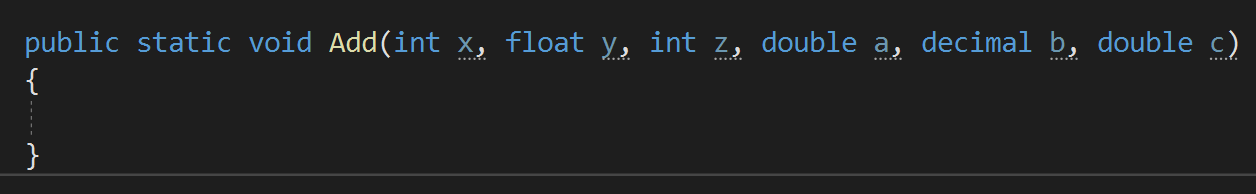 public static void Add(int x, float y, int z, double a, decimal b, double c)
{
}